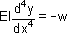 EI d⁴y/dx⁴ = -w